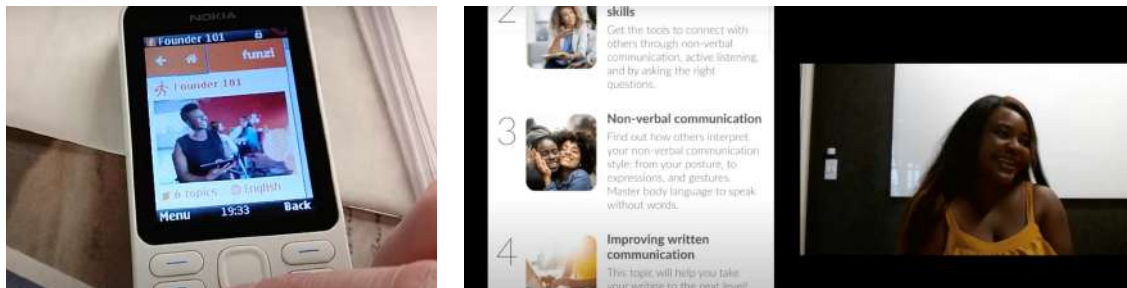 NOKIA
Founder 101
funzi
Founder 101
6 Topics English
Menu 19:33 Back
2
skills
Get the tools to connect with
others through non-verbal
communication, active listening,
and by asking the right
questions.
3
Non-verbal communication
Find out how others interpret
your non-verbal communication
style; from your posture, to
expressions, and gestures.
Master body language to speak
without words.
4
Improving written
communication
This topic will help you take
your writing to the next level!